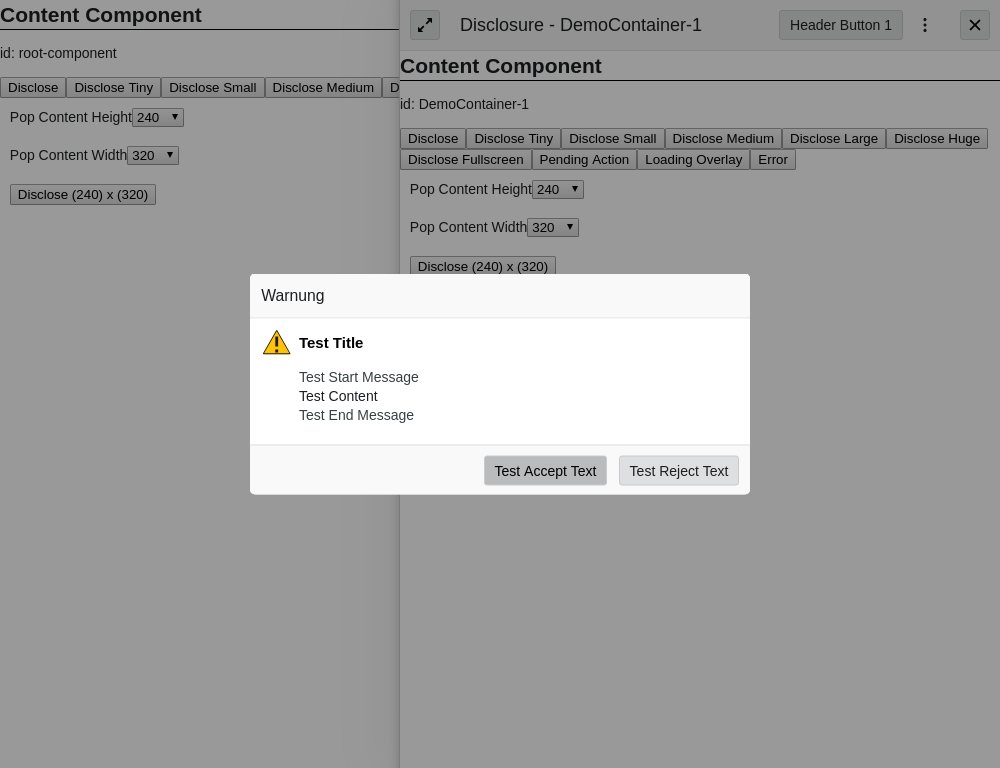 Content Component
id: root-component
Disclose Disclose Tiny Disclose Small Disclose Medium D
Pop Content Height 240
Pop Content Width 320
Disclose (240) x (320)
Disclosure - DemoContainer-1 Header Button 1
Content Component
id: DemoContainer-1
Disclose Disclose Tiny Disclose Small Disclose Medium Disclose Large Disclose Huge
Disclose Fullscreen Pending Action Loading Overlay Error
Pop Content Height 240
Pop Content Width 320
Disclose (240) x (320)
Warnung
Test Title
Test Start Message
Test Content
Test End Message
Test Accept Text Test Reject Text